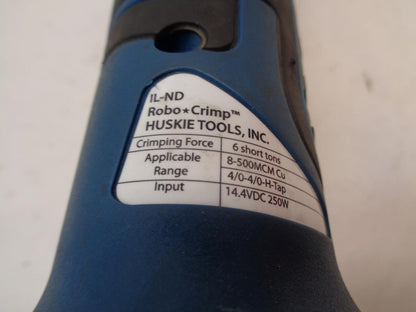 IL-ND
Robo★Crimp™
HUSKIE TOOLS, INC.
Crimping Force 6 short tons
Applicable 8-500MCM Cu
Range 4/0-4/0-H-Tap
Input 14.4VDC 250W